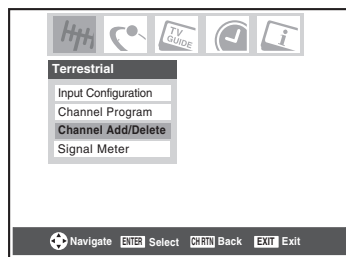 TV
GUIDE
i
Terrestrial
Input Configuration
Channel Program
Channel Add/Delete
Signal Meter
Navigate ENTER Select CH RTN Back EXIT Exit